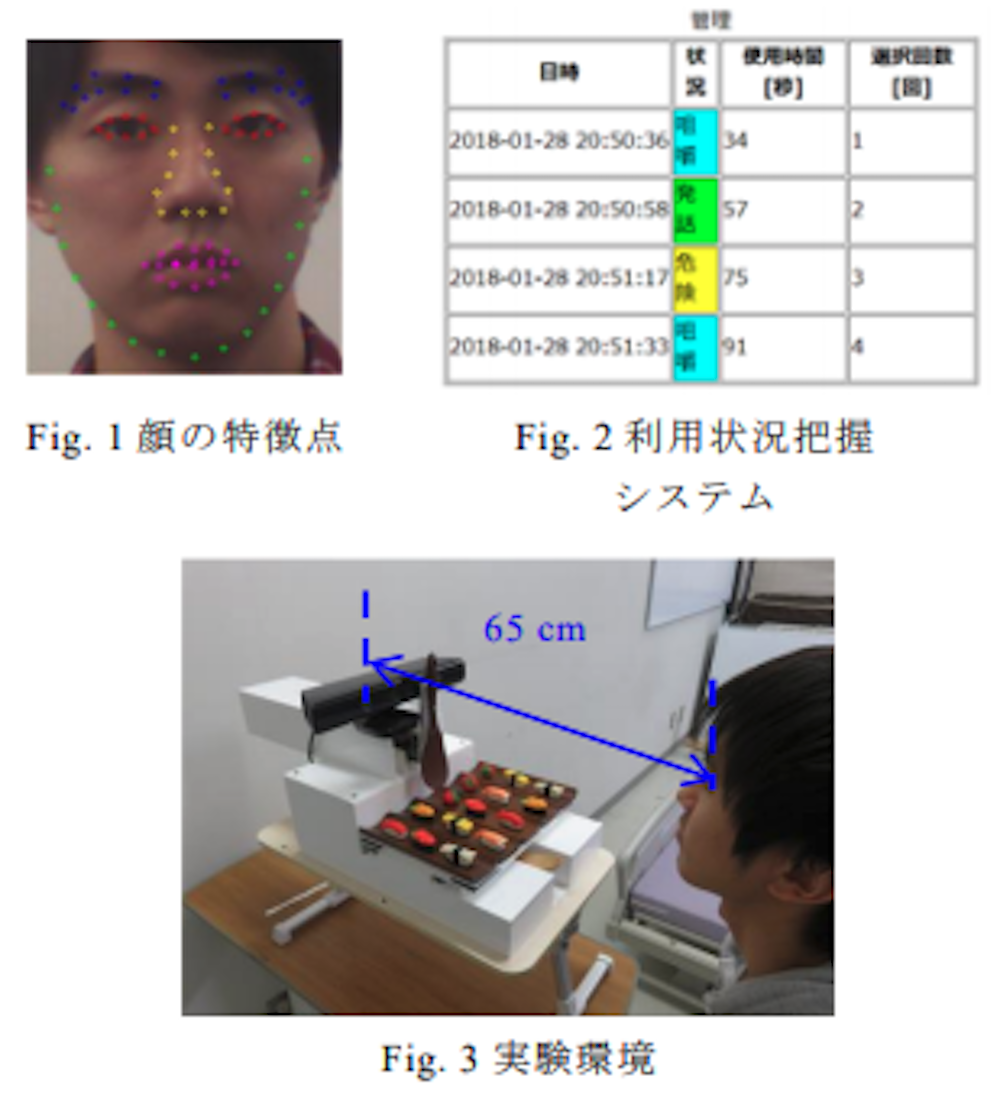 管理
日時 状況 使用時間[秒] 選択回数[回]
2018-01-28 20:50:36 咀嚼 34 1
2018-01-28 20:50:58 発話 57 2
2018-01-28 20:51:17 危険 75 3
2018-01-28 20:51:33 咀嚼 91 4
Fig. 1 顔の特徴点
Fig. 2 利用状況把握
システム
65 cm
Fig. 3 実験環境